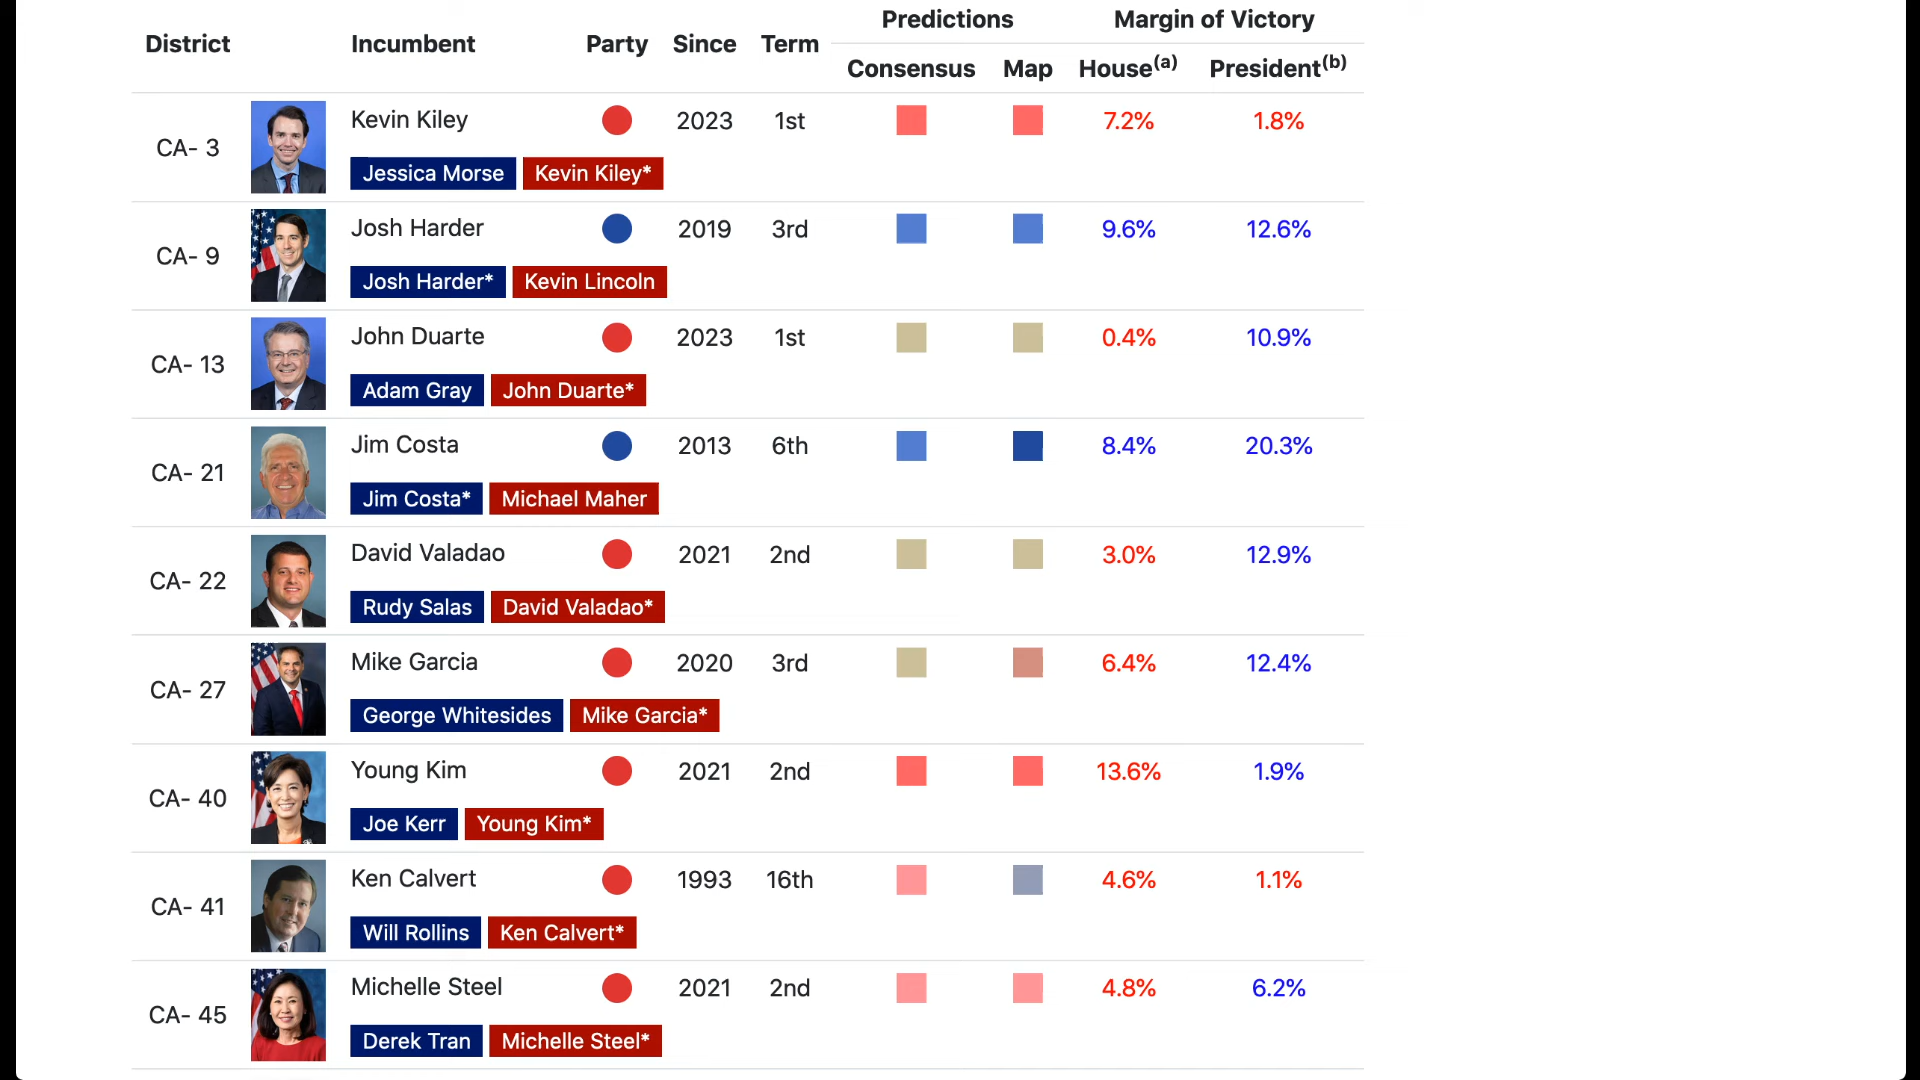 Predictions Margin of Victory
District Incumbent Party Since Term
Consensus Map House(a) President(b)
Kevin Kiley 2023 1st 7.2% 1.8%
CA- 3
Jessica Morse Kevin Kiley*
Josh Harder 2019 3rd 9.6% 12.6%
CA- 9
Josh Harder* Kevin Lincoln
John Duarte 2023 1st 0.4% 10.9%
CA- 13
Adam Gray John Duarte*
Jim Costa 2013 6th 8.4% 20.3%
CA- 21
Jim Costa* Michael Maher
David Valadao 2021 2nd 3.0% 12.9%
CA- 22
Rudy Salas David Valadao*
Mike Garcia 2020 3rd 6.4% 12.4%
CA- 27
George Whitesides Mike Garcia*
Young Kim 2021 2nd 13.6% 1.9%
CA- 40
Joe Kerr Young Kim*
Ken Calvert 1993 16th 4.6% 1.1%
CA- 41
Will Rollins Ken Calvert*
Michelle Steel 2021 2nd 4.8% 6.2%
CA- 45
Derek Tran Michelle Steel*